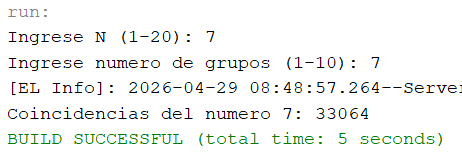 run:
Ingrese N (1-20): 7
Ingrese numero de grupos (1-10): 7
[EL Info]: 2026-04-29 08:48:57.264--Server
Coincidencias del numero 7: 33064
BUILD SUCCESSFUL (total time: 5 seconds)